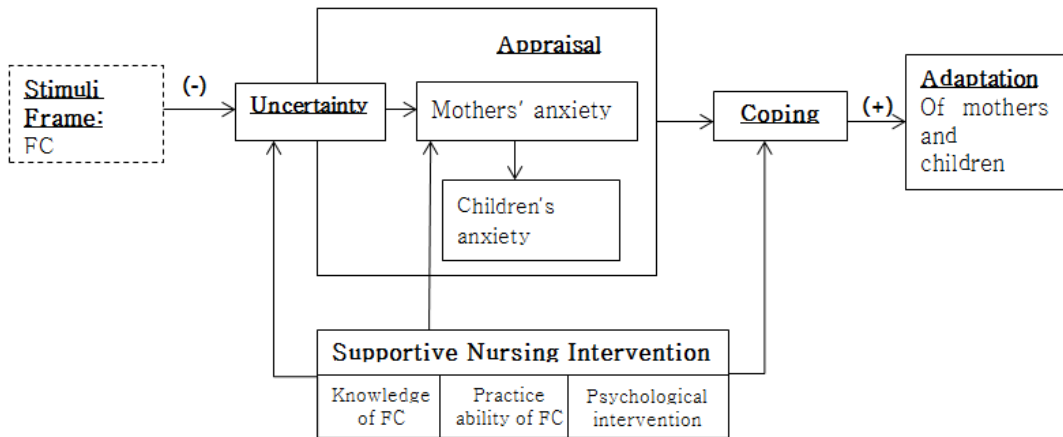 Stimuli
Frame:
FC
(-)
Uncertainty
Appraisal
Mothers' anxiety
Children's
anxiety
Coping
(+)
Adaptation
Of mothers
and
children
Supportive Nursing Intervention
Knowledge
of FC
Practice
ability of FC
Psychological
intervention